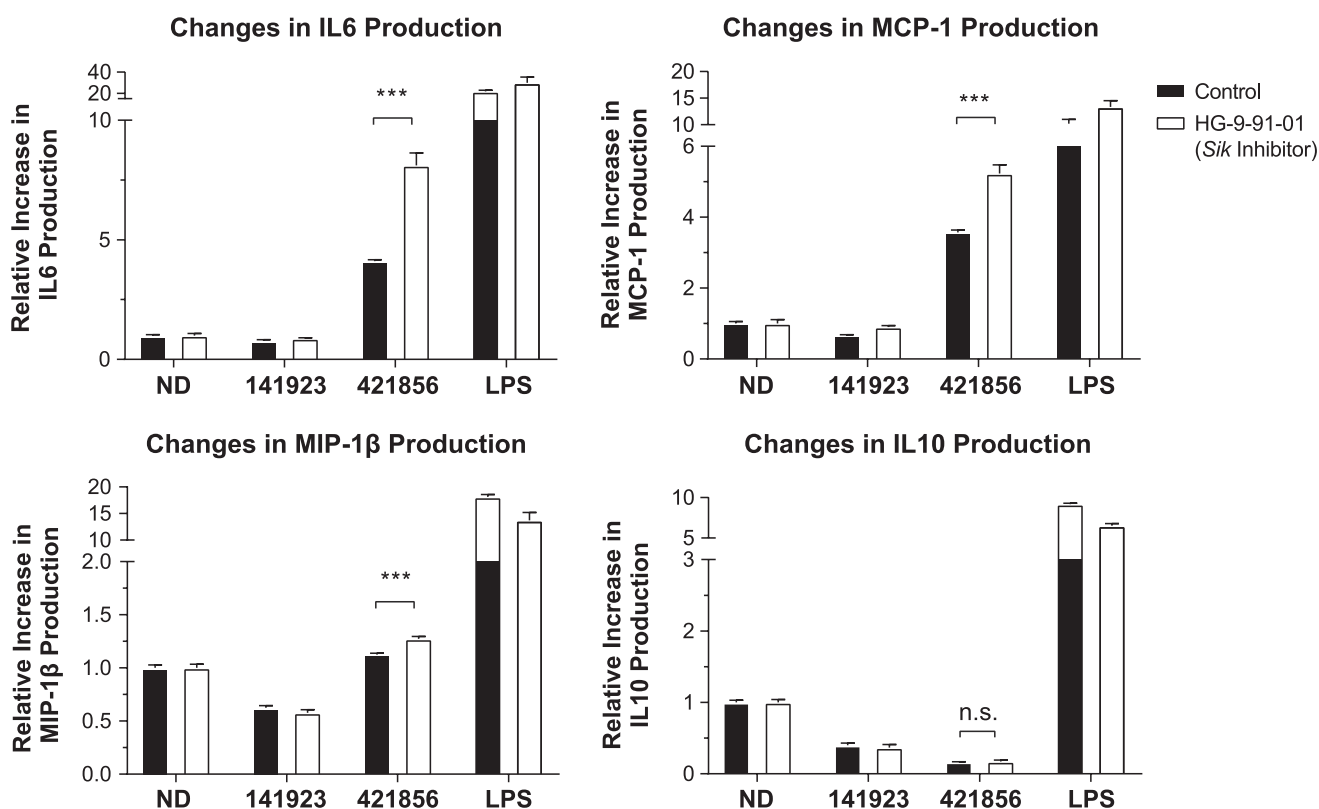 Changes in IL6 Production
Relative Increase in
IL6 Production
40
20
10
5
0
***
ND
141923
421856
LPS
Changes in MCP-1 Production
Relative Increase in
MCP-1 Production
20
15
10
6
4
2
0
***
ND
141923
421856
LPS
Control
HG-9-91-01
(Sik Inhibitor)
Changes in MIP-1β Production
Relative Increase in
MIP-1β Production
20
15
10
2.0
1.5
1.0
0.5
0.0
***
ND
141923
421856
LPS
Changes in IL10 Production
Relative Increase in
IL10 Production
10
5
3
2
1
0
n.s.
ND
141923
421856
LPS